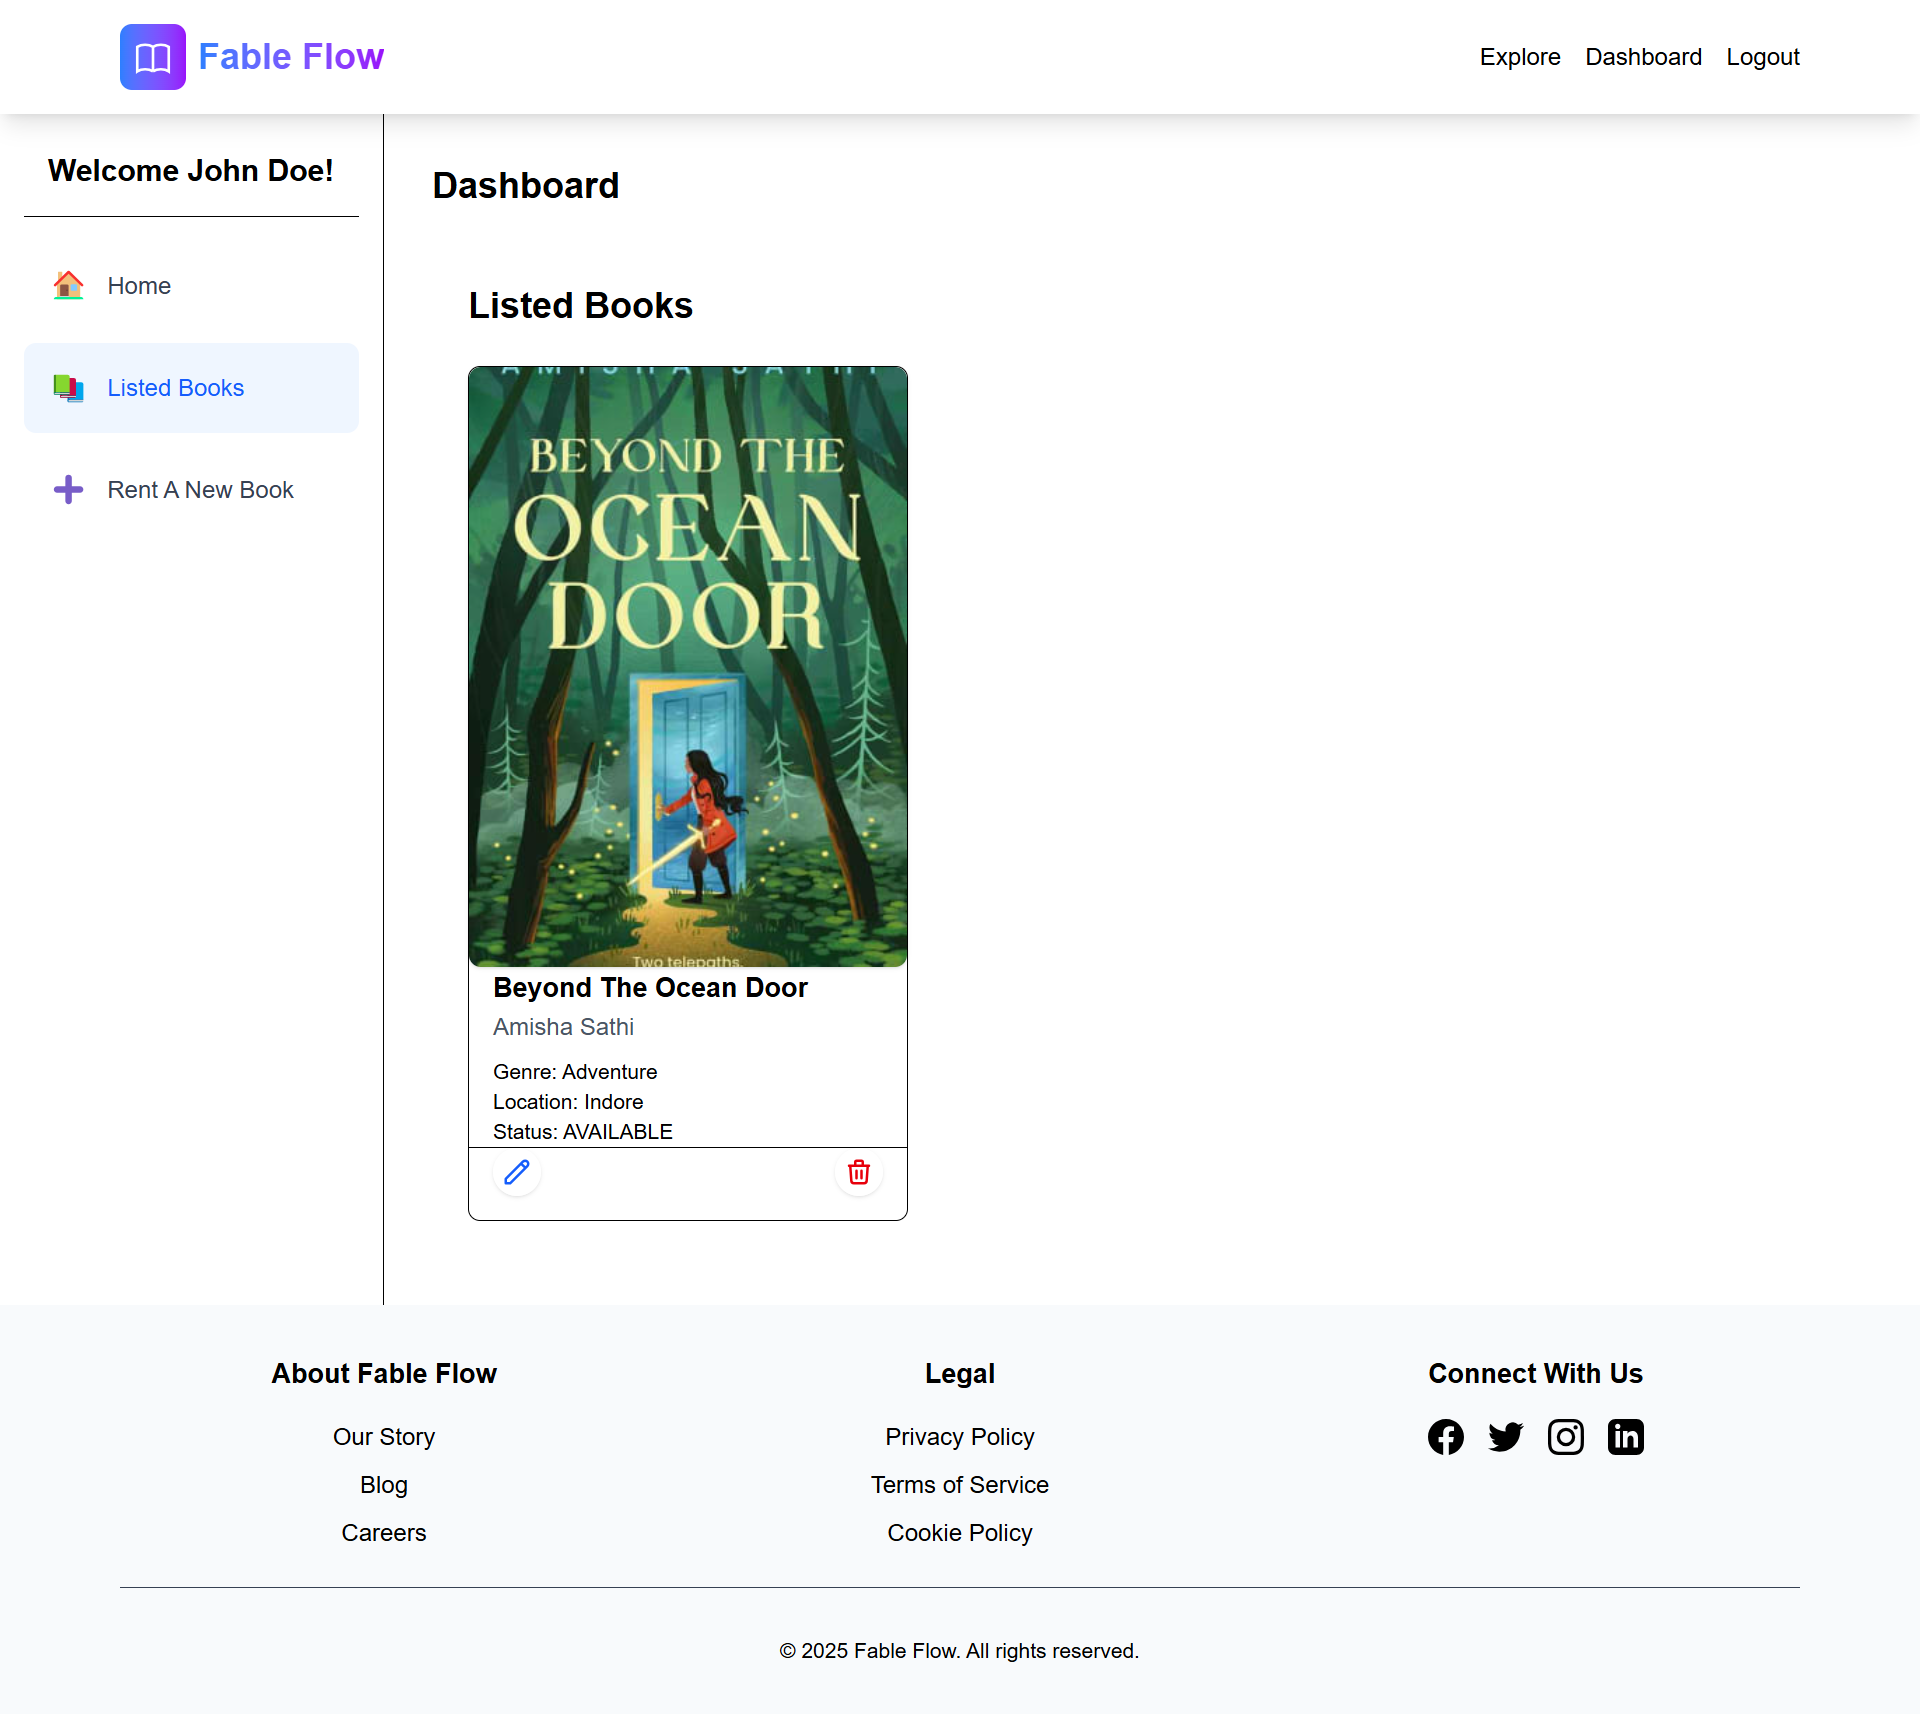 Fable Flow
Explore
Dashboard
Logout
Welcome John Doe!
Home
Listed Books
Rent A New Book
Dashboard
Listed Books
AMISHA SATHI
BEYOND THE
OCEAN
DOOR
Two telepaths.
Beyond The Ocean Door
Amisha Sathi
Genre: Adventure
Location: Indore
Status: AVAILABLE
About Fable Flow
Our Story
Blog
Careers
Legal
Privacy Policy
Terms of Service
Cookie Policy
Connect With Us
© 2025 Fable Flow. All rights reserved.